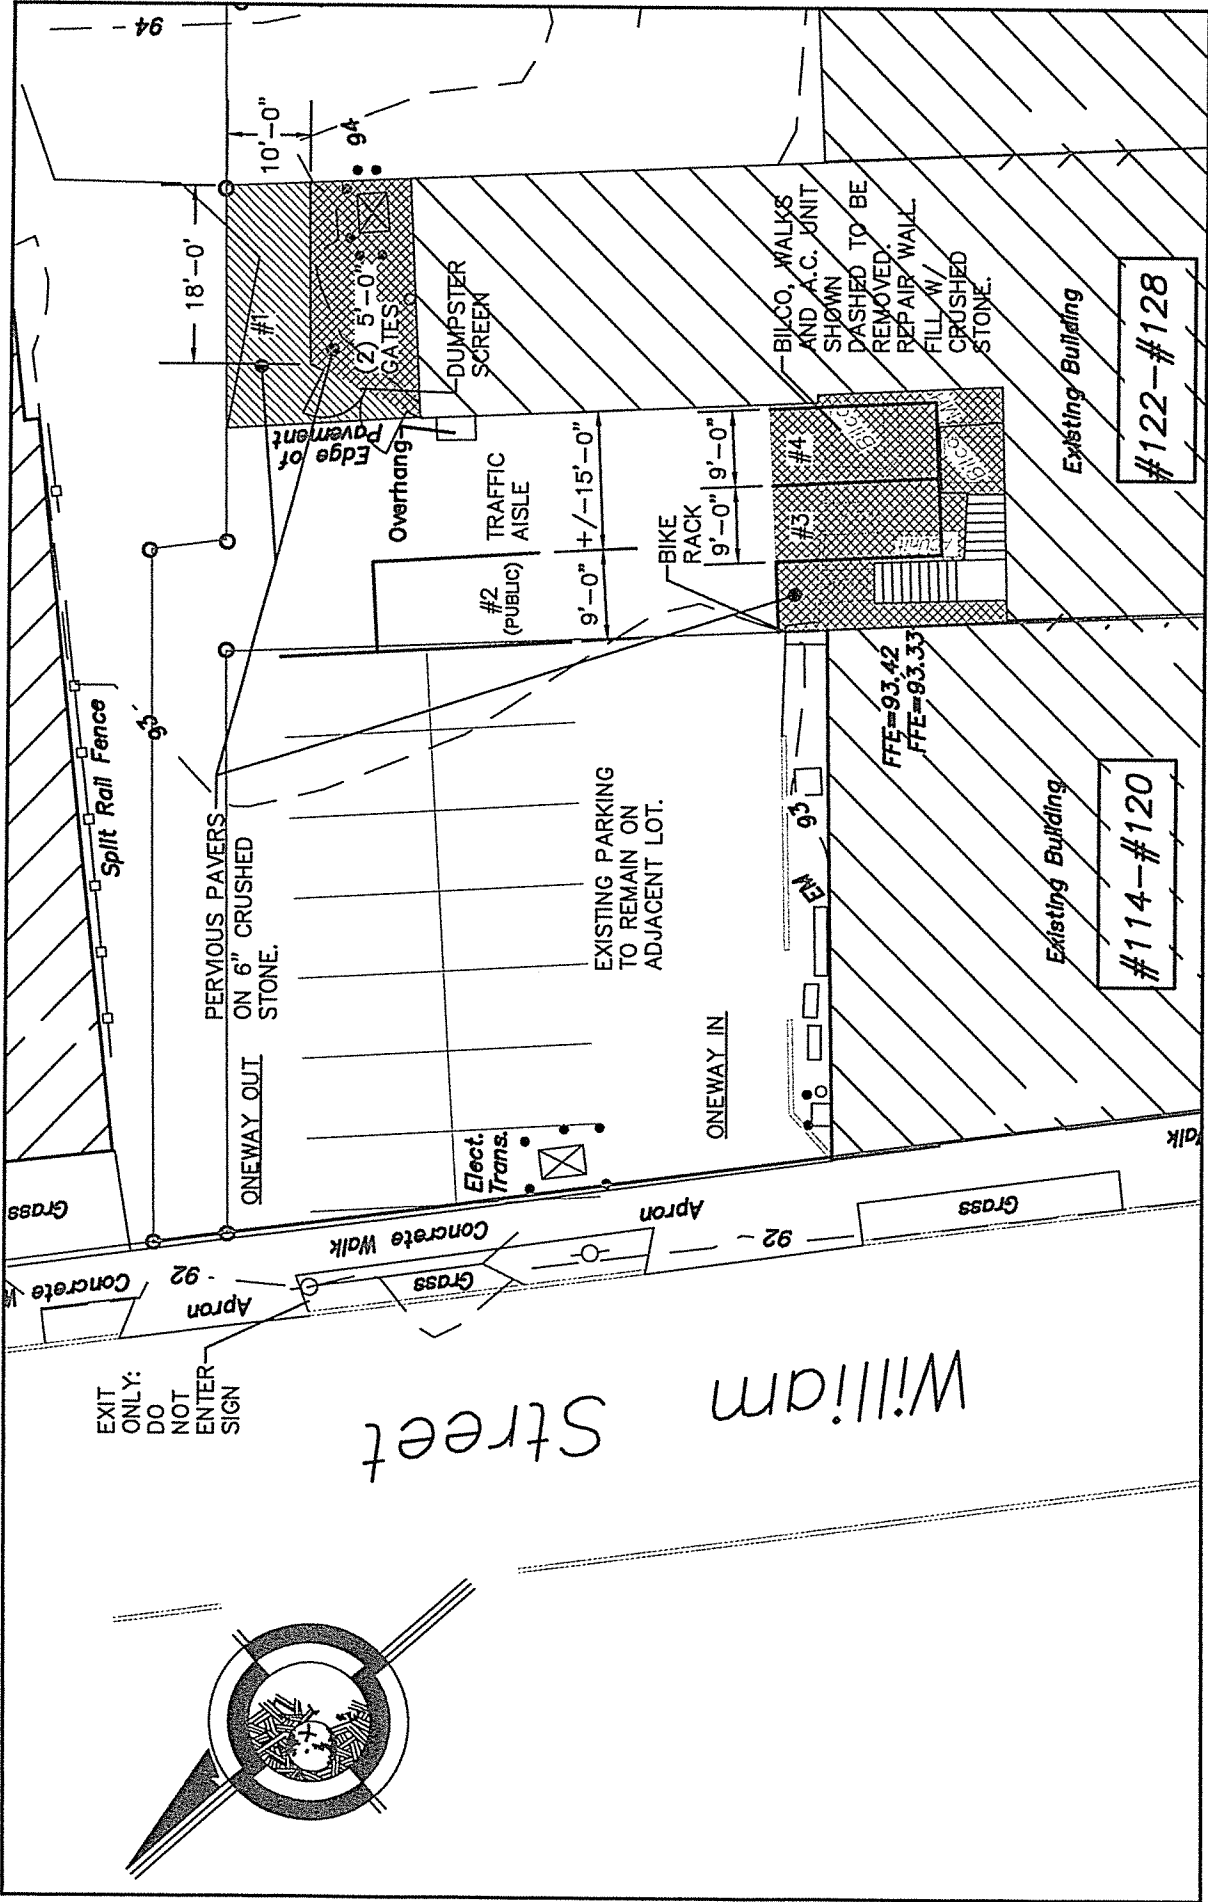 94
10'-0"
94
18'-0'
#1
(2) 5'-0"
GATES
DUMPSTER
SCREEN
Edge of
Pavement
Overhang
TRAFFIC
AISLE
#2
(PUBLIC)
9'-0"
+/-15'-0"
BIKE
RACK
9'-0"
9'-0"
#3
#4
BILCO, WALKS
AND A.C. UNIT
SHOWN
DASHED TO BE
REMOVED.
REPAIR WALL.
FILL W/
CRUSHED
STONE.
Bilco
Bilco
Existing Building
#122-#128
Split Rail Fence
93
PERVIOUS PAVERS
ON 6" CRUSHED
STONE.
EXISTING PARKING
TO REMAIN ON
ADJACENT LOT.
FFE=93.42
FFE=93.33
93
EM
Existing Building
#114-#120
ONEWAY OUT
ONEWAY IN
Elect.
Trans.
Grass
Concrete Walk
Concrete
92
Apron
Grass
Apron
92
Grass
Walk
EXIT
ONLY:
DO
NOT
ENTER
SIGN
William
Street